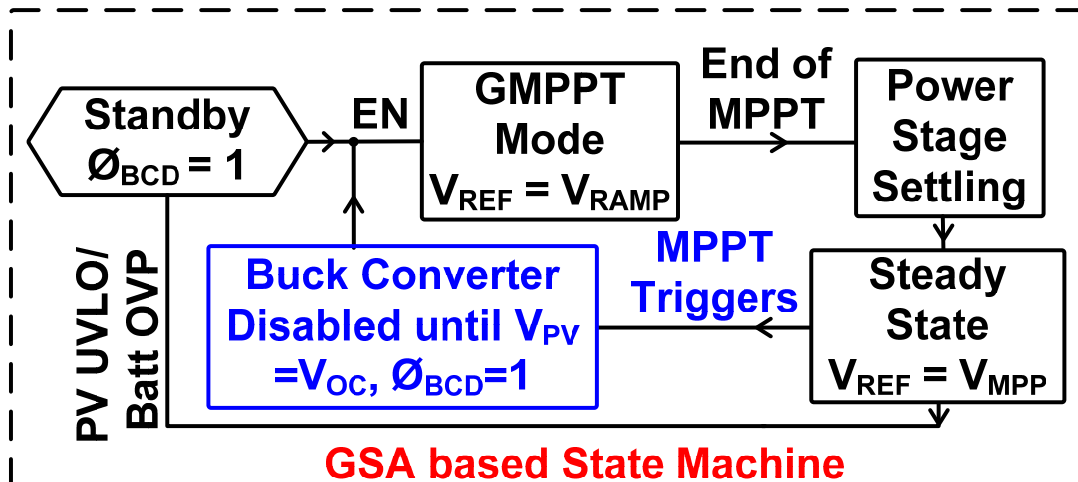 Standby
ØBCD = 1
EN
GMPPT
Mode
VREF = VRAMP
End of
MPPT
Power
Stage
Settling
Steady
State
VREF = VMPP
MPPT
Triggers
Buck Converter
Disabled until VPV
=VOC, ØBCD=1
PV UVLO/
Batt OVP
GSA based State Machine